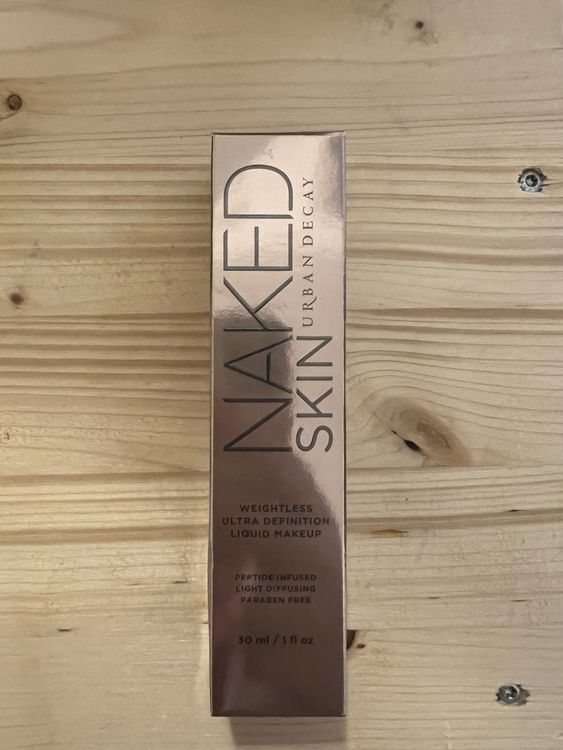 NAKED
SKIN
URBAN DECAY
WEIGHTLESS
ULTRA DEFINITION
LIQUID MAKEUP
PEPTIDE INFUSED
LIGHT DIFFUSING
PARABEN FREE
30 ml / 1 fl oz